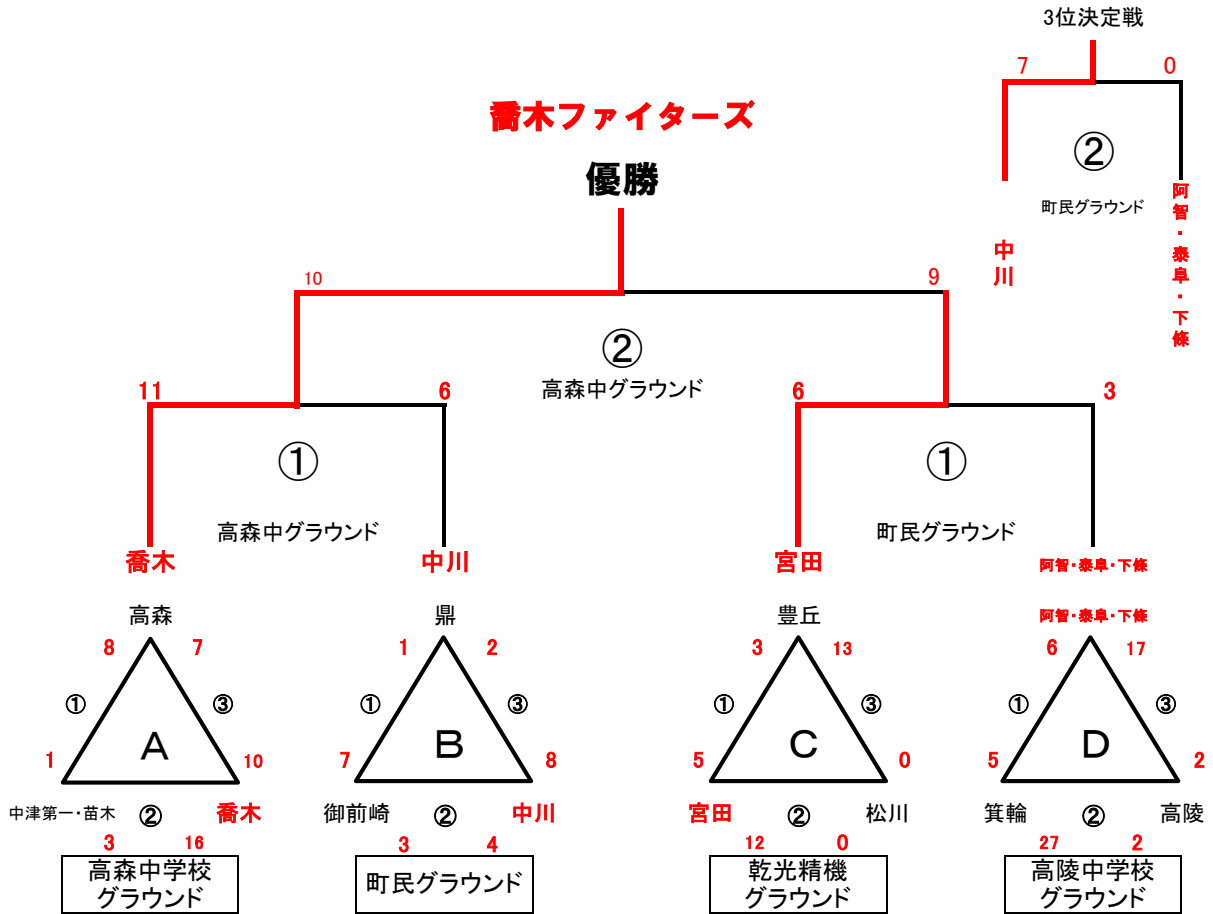 3位決定戦
7 0
喬木ファイターズ
②
優勝
町民グラウンド
阿智・泰阜・下條
中川
10 9
②
高森中グラウンド
11 6 6 3
① ①
高森中グラウンド 町民グラウンド
喬木 中川 宮田 阿智・泰阜・下條
高森 鼎 豊丘 阿智・泰阜・下條
8 7 1 2 3 13 6 17
① ③ ① ③ ① ③ ① ③
A B C D
1 10 7 8 5 0 5 2
中津第一・苗木 ② 喬木 御前崎 ② 中川 宮田 ② 松川 箕輪 ② 高陵
3 16 3 4 12 0 27 2
高森中学校
グラウンド
町民グラウンド
乾光精機
グラウンド
高陵中学校
グラウンド